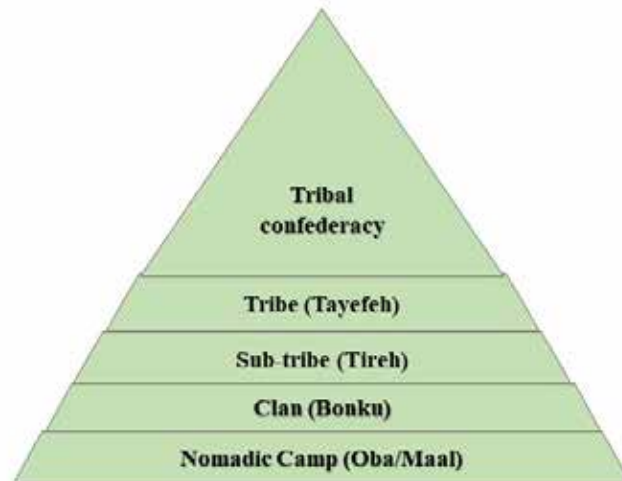 Tribal
confederacy
Tribe (Tayefeh)
Sub-tribe (Tireh)
Clan (Bonku)
Nomadic Camp (Oba/Maal)